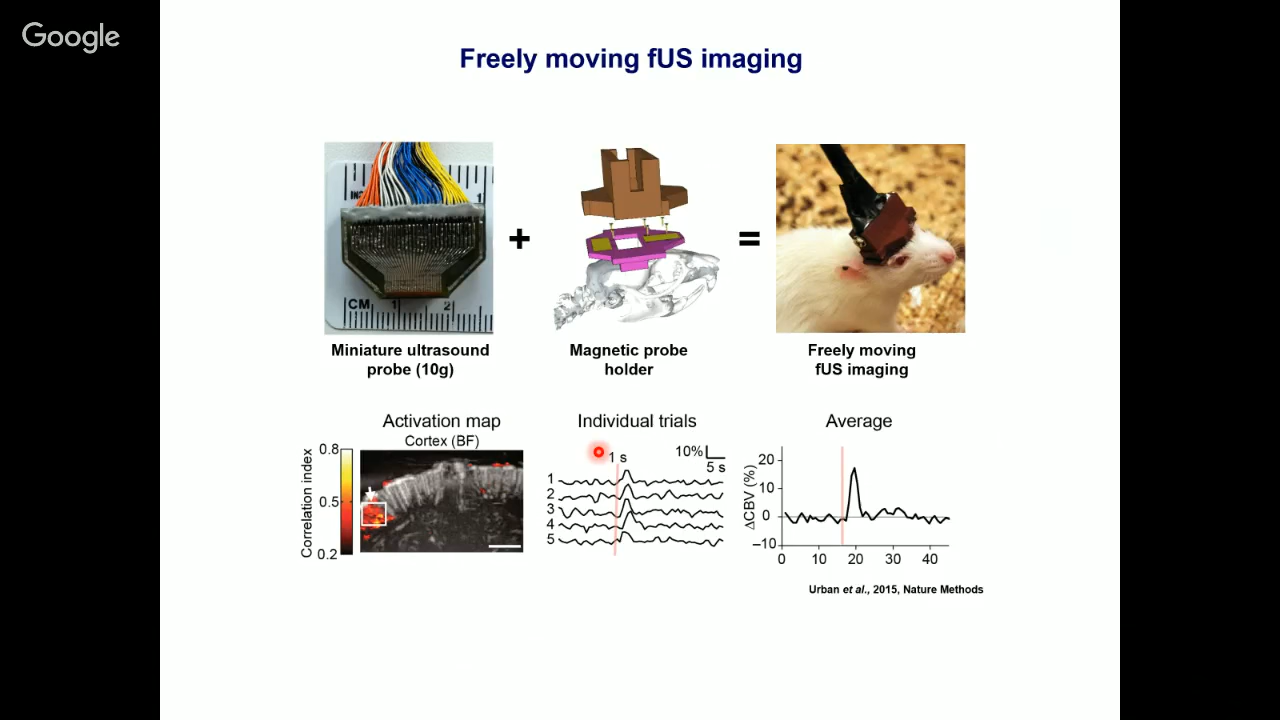 Google
Freely moving fUS imaging
IN
1
CM
1
2
+
=
Miniature ultrasound
probe (10g)
Magnetic probe
holder
Freely moving
fUS imaging
Activation map
Cortex (BF)
Correlation index
0.8
0.5
0.2
Individual trials
1 s
10%
5 s
1
2
3
4
5
Average
ΔCBV (%)
20
10
0
–10
0 10 20 30 40
Urban et al., 2015, Nature Methods